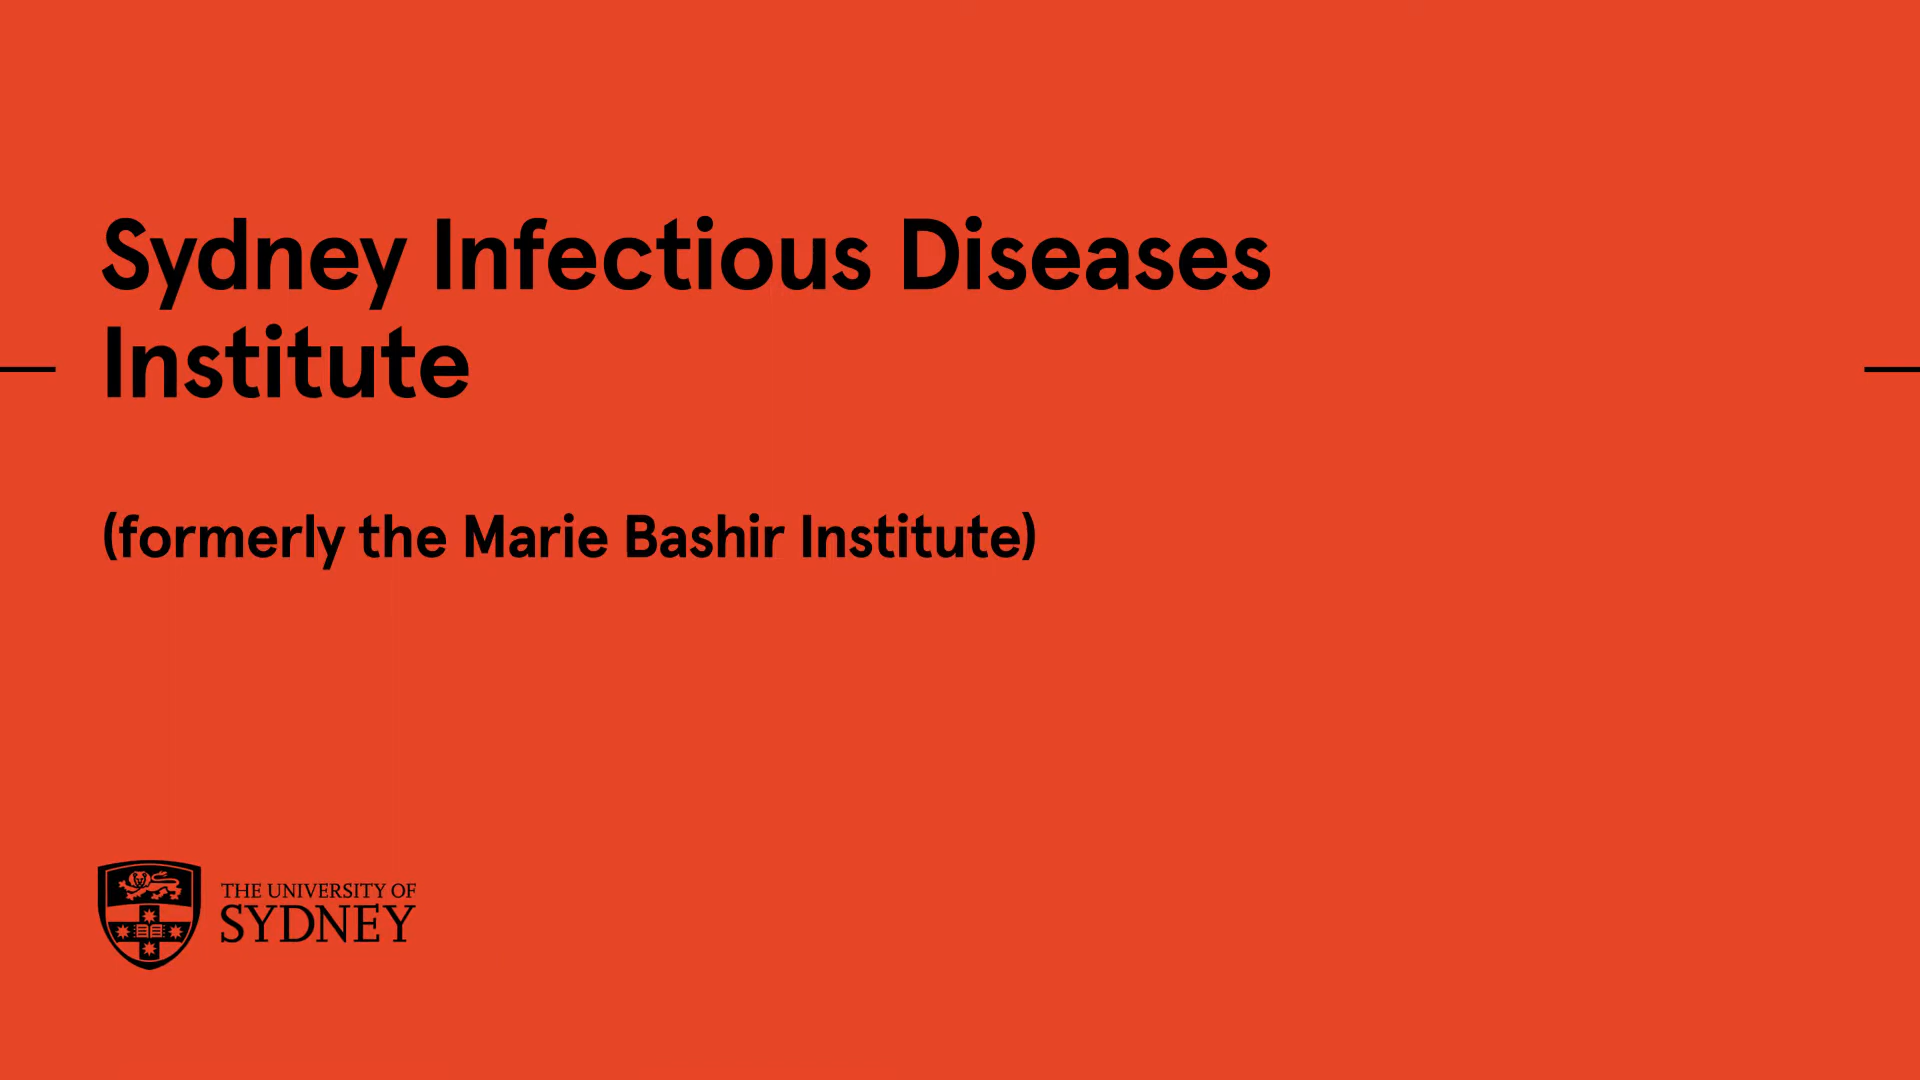 Sydney Infectious Diseases
Institute
(formerly the Marie Bashir Institute)
THE UNIVERSITY OF
SYDNEY